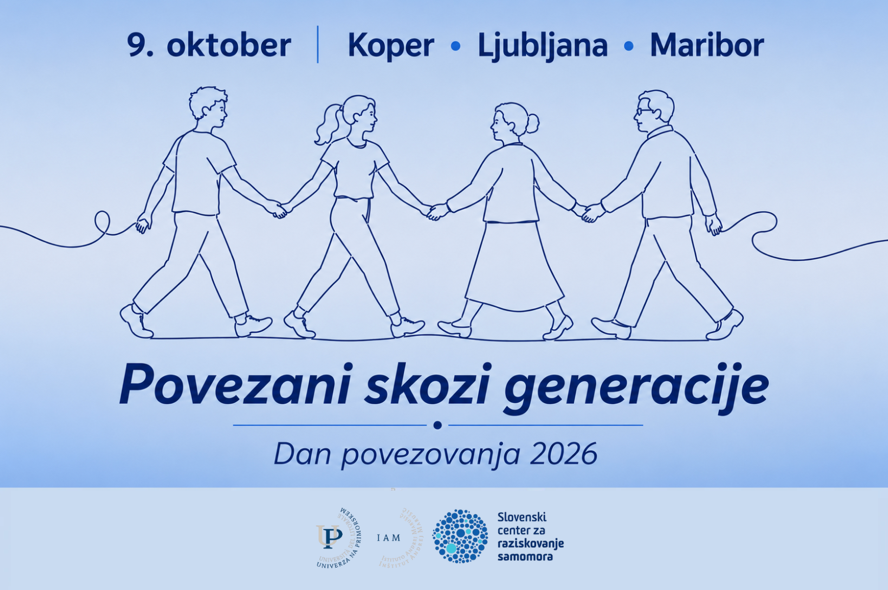 9. oktober | Koper • Ljubljana • Maribor
Povezani skozi generacije
Dan povezovanja 2026
UP
UNIVERZA NA PRIMORSKEM
IAM
Slovenski
center za
raziskovanje
samomora